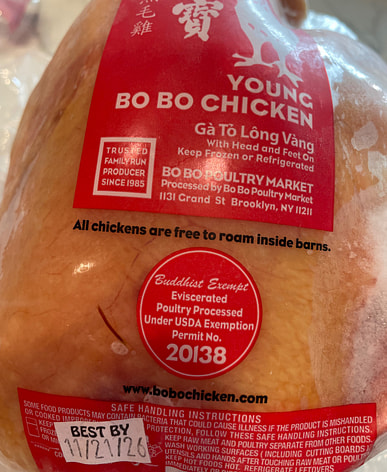 毛雞
寶
YOUNG
BO BO CHICKEN
Gà Tò Lông Vàng
With Head and Feet On
Keep Frozen or Refrigerated
TRUSTED
FAMILY RUN
PRODUCER
SINCE 1985
BO BO POULTRY MARKET
Processed by Bo Bo Poultry Market
1131 Grand St Brooklyn, NY 11211
All chickens are free to roam inside barns.
Buddhist Exempt
Eviscerated
Poultry Processed
Under USDA Exemption
Permit No.
20138
www.bobochicken.com
SAFE HANDLING INSTRUCTIONS
SOME FOOD PRODUCTS MAY CONTAIN BACTERIA THAT COULD CAUSE ILLNESS IF THE PRODUCT IS MISHANDLED
OR COOKED IMPROPERLY PROTECTION, FOLLOW THESE SAFE HANDLING INSTRUCTIONS.
KEEP RAW MEAT AND POULTRY SEPARATE FROM OTHER FOODS.
WASH WORKING SURFACES (INCLUDING CUTTING BOARDS)
UTENSILS AND HANDS AFTER TOUCHING RAW MEAT OR
KEEP HOT FOODS HOT. REFRIGERATE LEFTOVERS
IMMEDIATELY OR
BEST BY
11/21/26